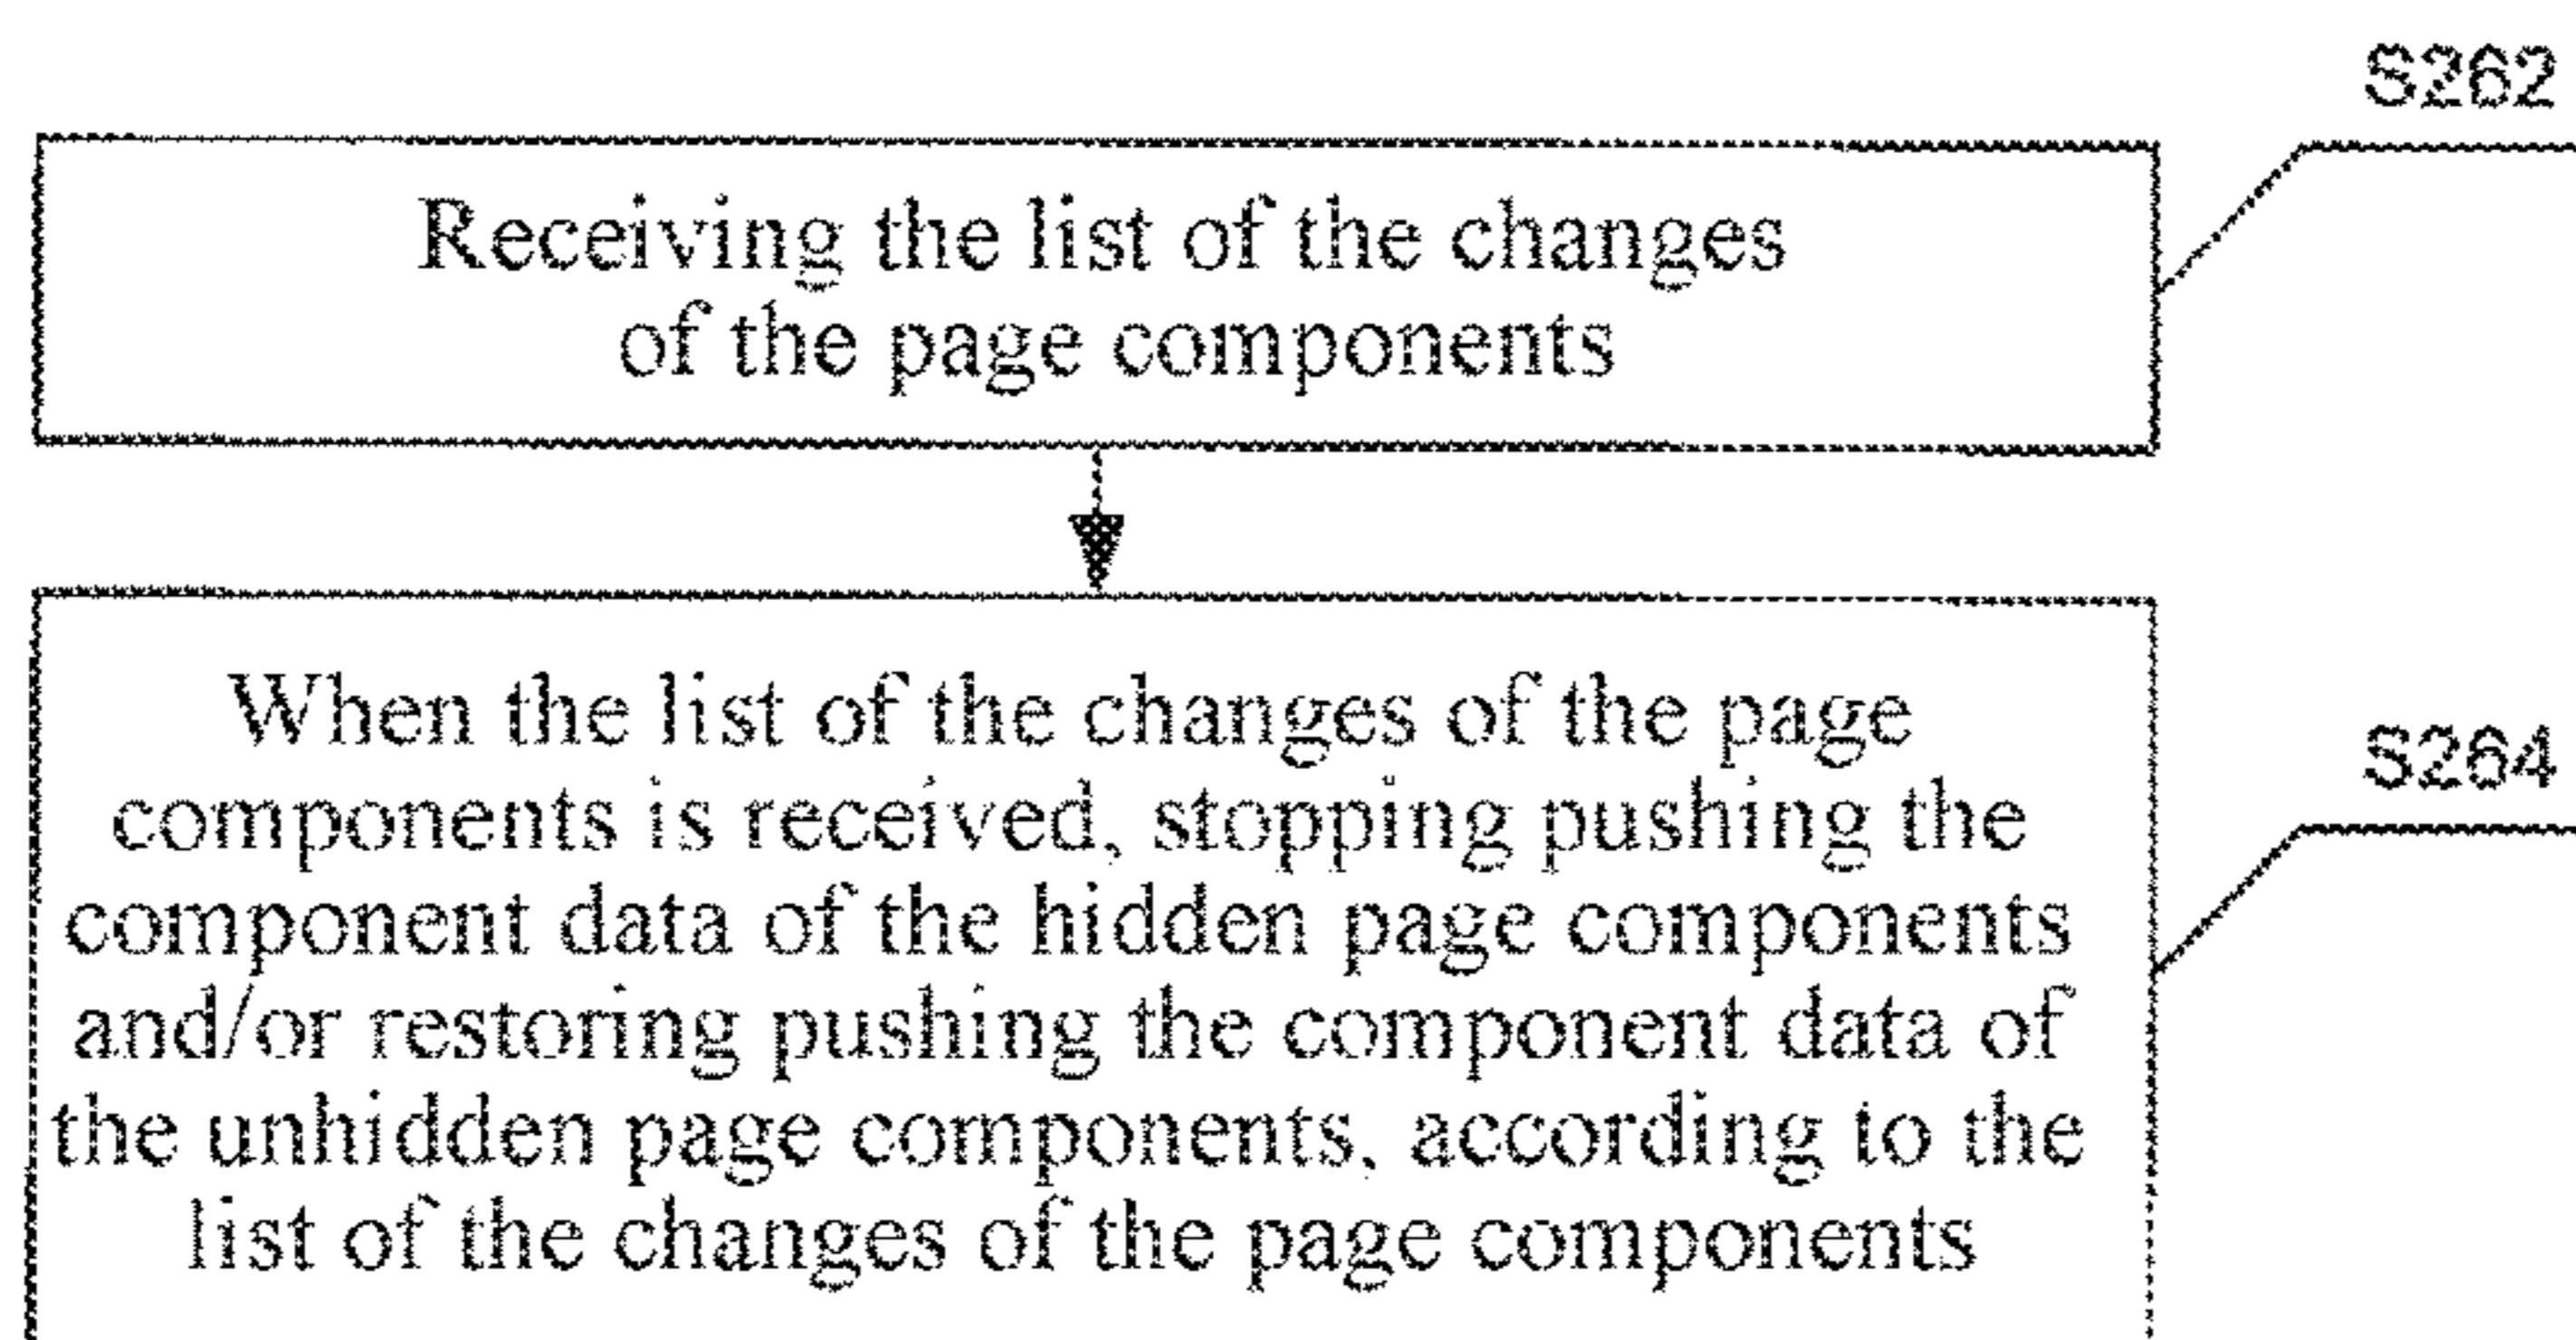 S262
Receiving the list of the changes
of the page components
When the list of the changes of the page
components is received, stopping pushing the
S264
component data of the hidden page components
and/or restoring pushing the component data of
the unhidden page components, according to the
list of the changes of the page components